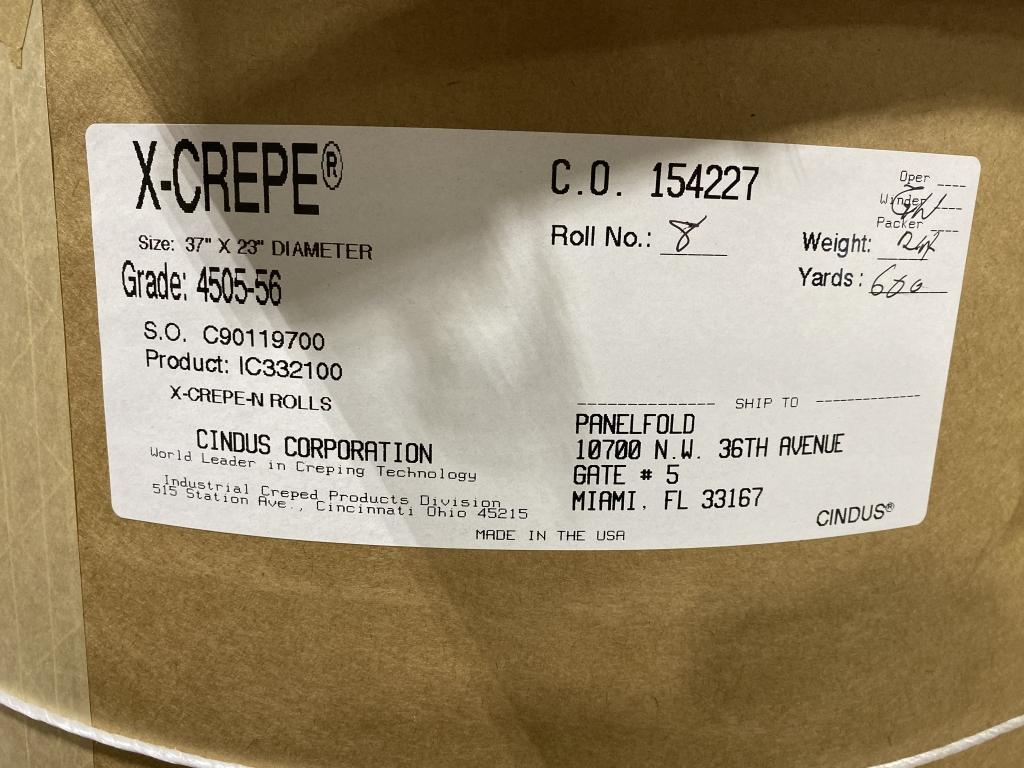 X-CREPE®
Size: 37" X 23" DIAMETER
Grade: 4505-56
S.O. C90119700
Product: IC332100
X-CREPE-N ROLLS
CINDUS CORPORATION
World Leader in Creping Technology
Industrial Creped Products Division
515 Station Ave., Cincinnati Ohio 45215
MADE IN THE USA
C.O. 154227
Roll No.: 8
Oper
Winder
Packer
Weight:
Yards:
SHIP TO
PANELFOLD
10700 N.W. 36TH AVENUE
GATE # 5
MIAMI, FL 33167
CINDUS®